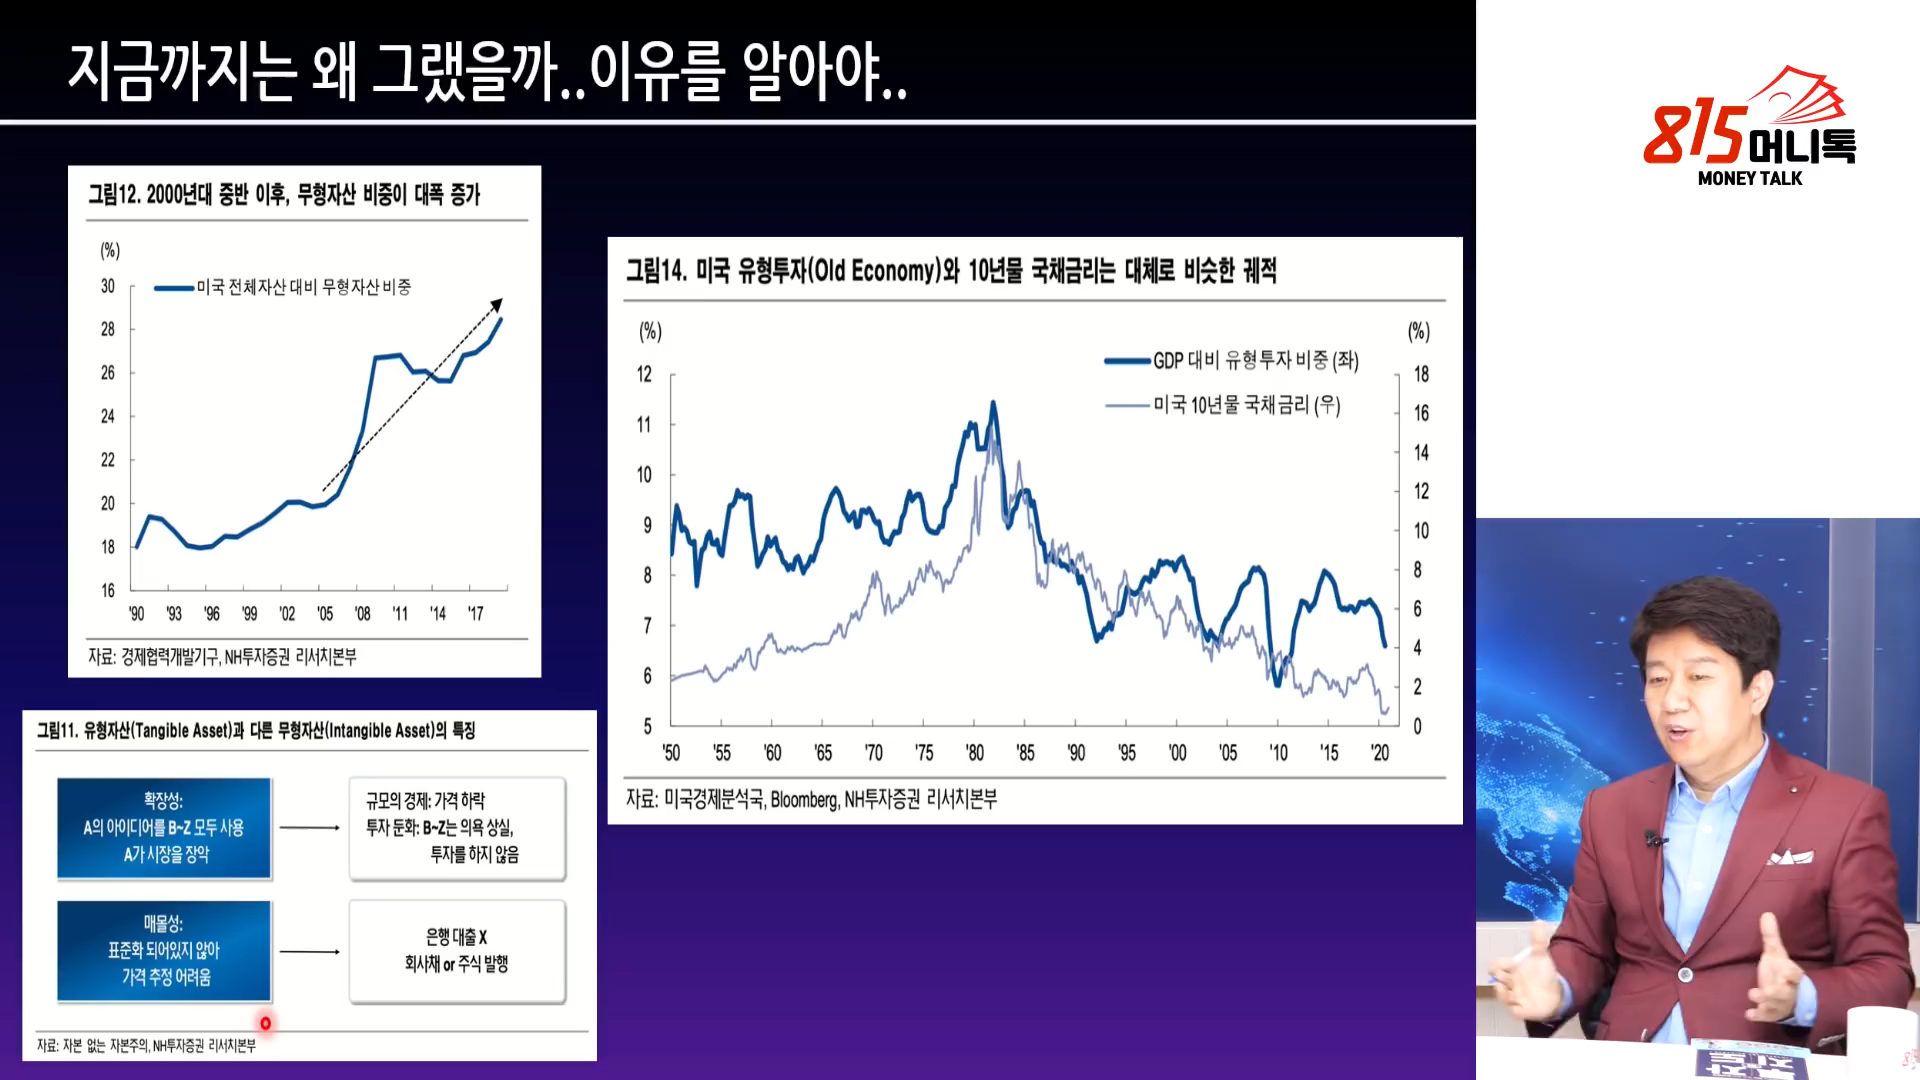 지금까지는 왜 그랬을까..이유를 알아야..
815 머니톡
MONEY TALK
그림12. 2000년대 중반 이후, 무형자산 비중이 대폭 증가
(%)
미국 전체자산 대비 무형자산 비중
30
28
26
24
22
20
18
16
'90 '93 '96 '99 '02 '05 '08 '11 '14 '17
자료: 경제협력개발기구, NH투자증권 리서치본부
그림14. 미국 유형투자(Old Economy)와 10년물 국채금리는 대체로 비슷한 궤적
(%) (%)
GDP 대비 유형투자 비중 (좌)
미국 10년물 국채금리 (우)
12
11
10
9
8
7
6
5
18
16
14
12
10
8
6
4
2
0
'50 '55 '60 '65 '70 '75 '80 '85 '90 '95 '00 '05 '10 '15 '20
자료: 미국경제분석국, Bloomberg, NH투자증권 리서치본부
그림11. 유형자산(Tangible Asset)과 다른 무형자산(Intangible Asset)의 특징
확장성:
A의 아이디어를 B~Z 모두 사용
A가 시장을 장악
규모의 경제: 가격 하락
투자 둔화: B~Z는 의욕 상실,
투자를 하지 않음
매몰성:
표준화 되어있지 않아
가격 추정 어려움
은행 대출 X
회사채 or 주식 발행
자료: 자본 없는 자본주의, NH투자증권 리서치본부